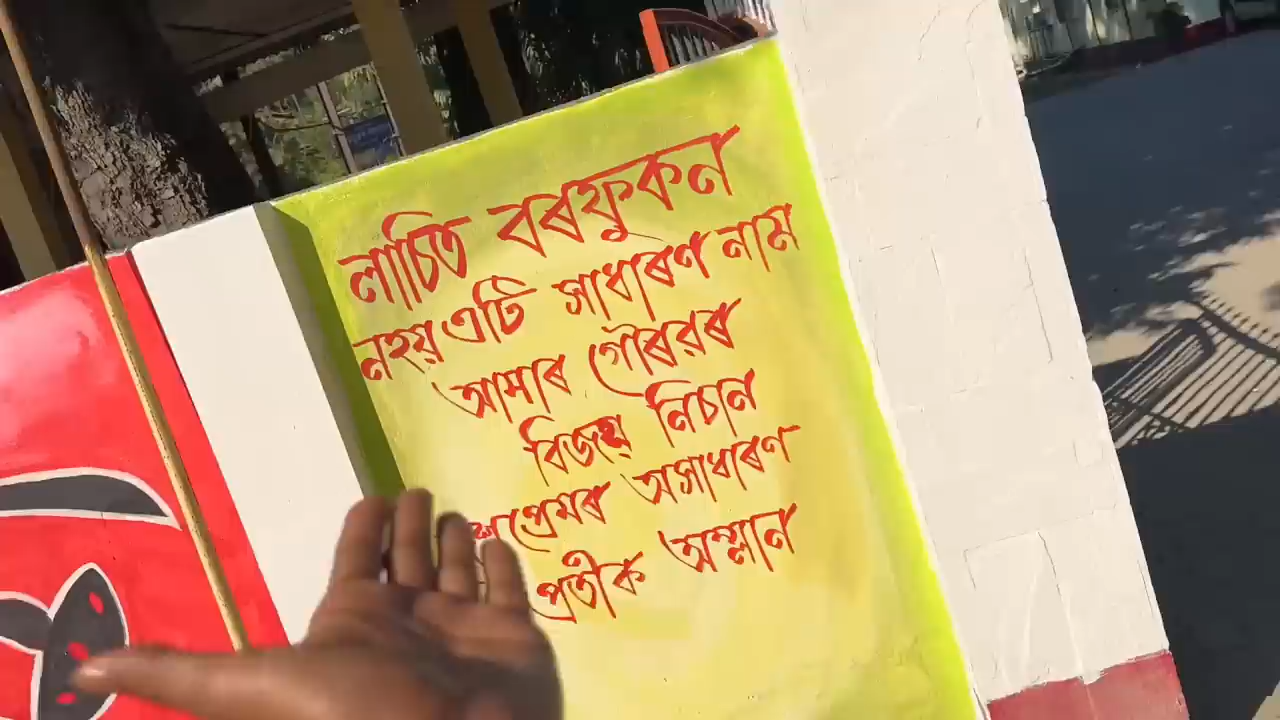 লাচিত বৰফুকন
নহয় এটি সাধাৰণ নাম
আমাৰ গৌৰৱৰ
বিজয় নিচান
প্ৰেমৰ অসাধাৰণ
প্ৰতীক অম্লান